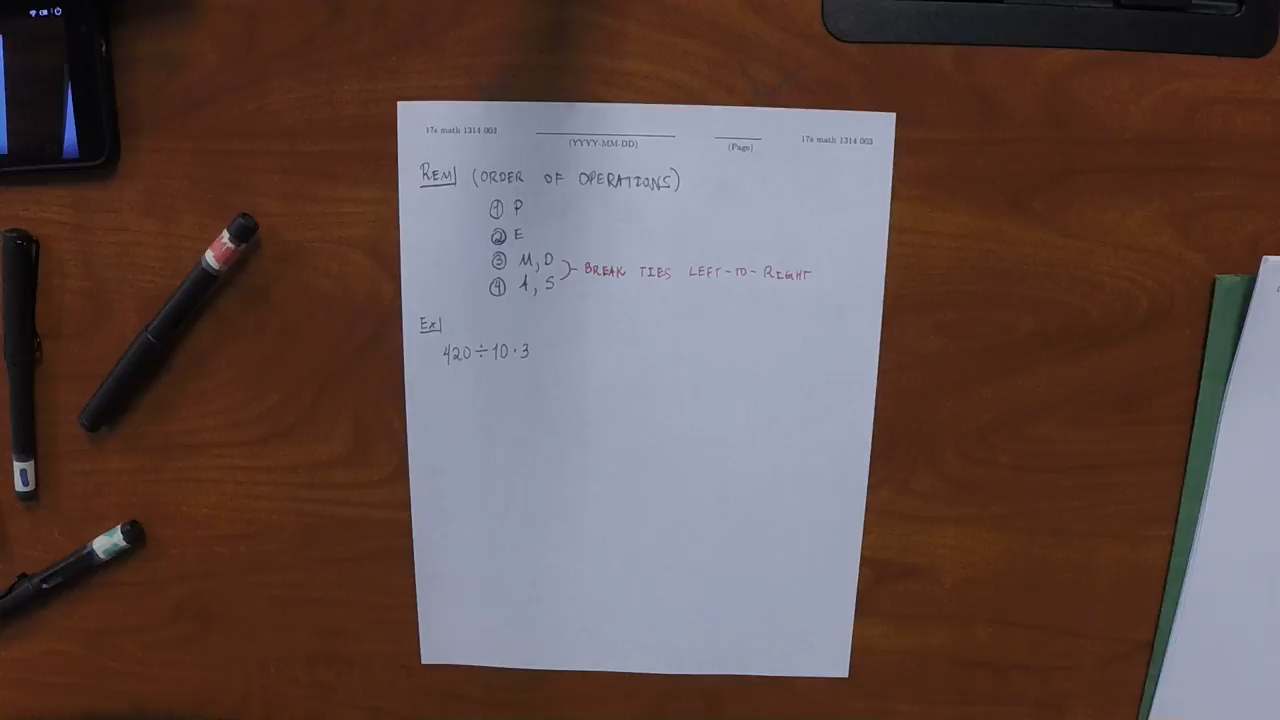 17s math 1314 003
(YYYY-MM-DD)
(Page)
17s math 1314 003
REM (ORDER OF OPERATIONS)
① P
② E
③ M, D
④ A, S
BREAK TIES LEFT-TO-RIGHT
Ex
420 ÷ 10 · 3